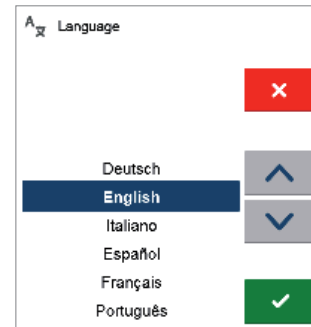 Language
Deutsch
English
Italiano
Español
Français
Português